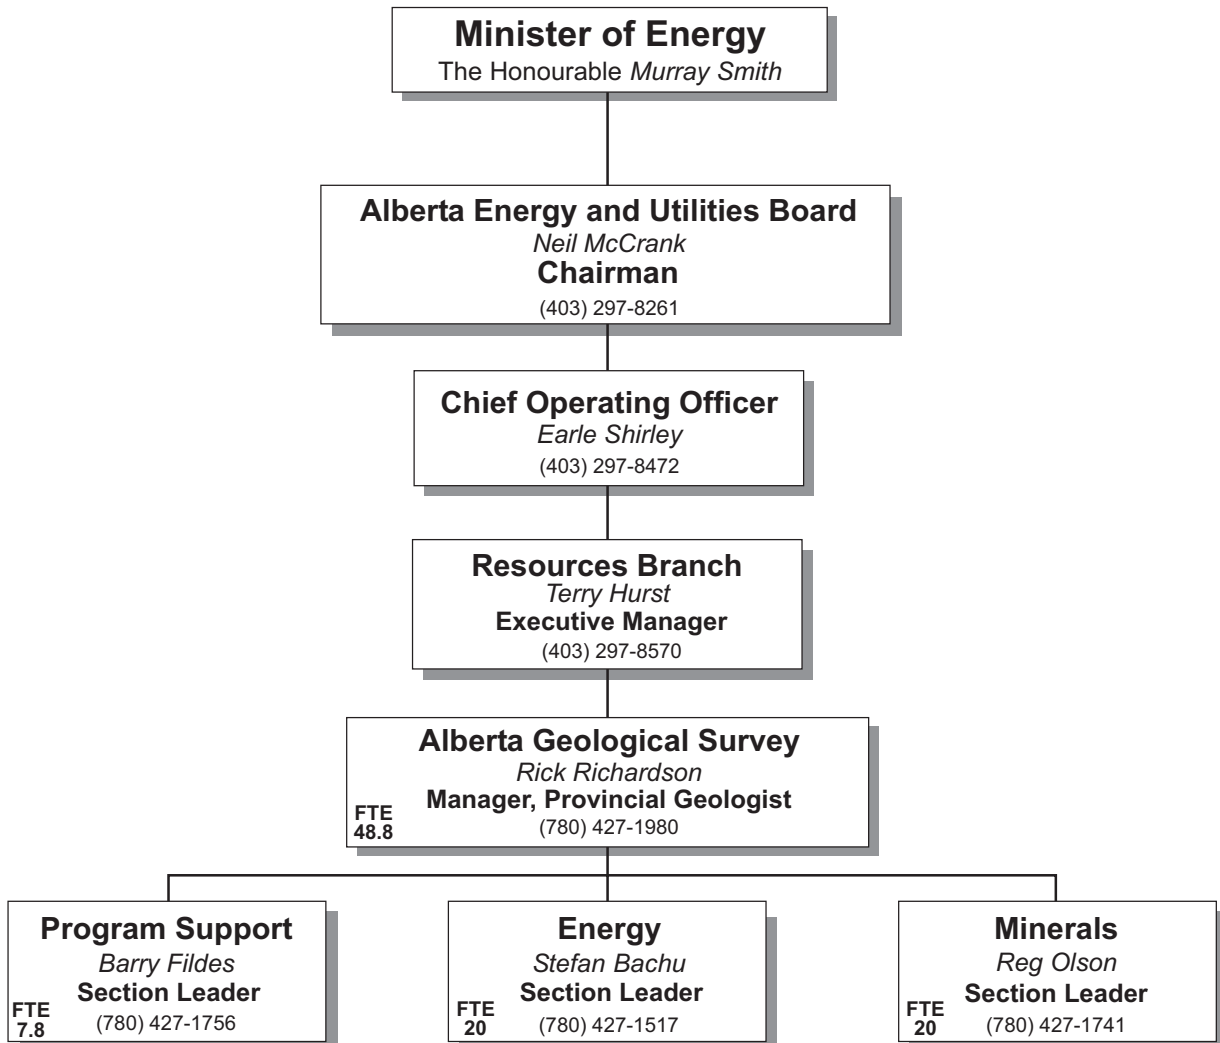 Minister of Energy
The Honourable Murray Smith
Alberta Energy and Utilities Board
Neil McCrank
Chairman
(403) 297-8261
Chief Operating Officer
Earle Shirley
(403) 297-8472
Resources Branch
Terry Hurst
Executive Manager
(403) 297-8570
Alberta Geological Survey
Rick Richardson
Manager, Provincial Geologist
(780) 427-1980
FTE
48.8
Program Support
Barry Fildes
Section Leader
(780) 427-1756
FTE
7.8
Energy
Stefan Bachu
Section Leader
(780) 427-1517
FTE
20
Minerals
Reg Olson
Section Leader
(780) 427-1741
FTE
20